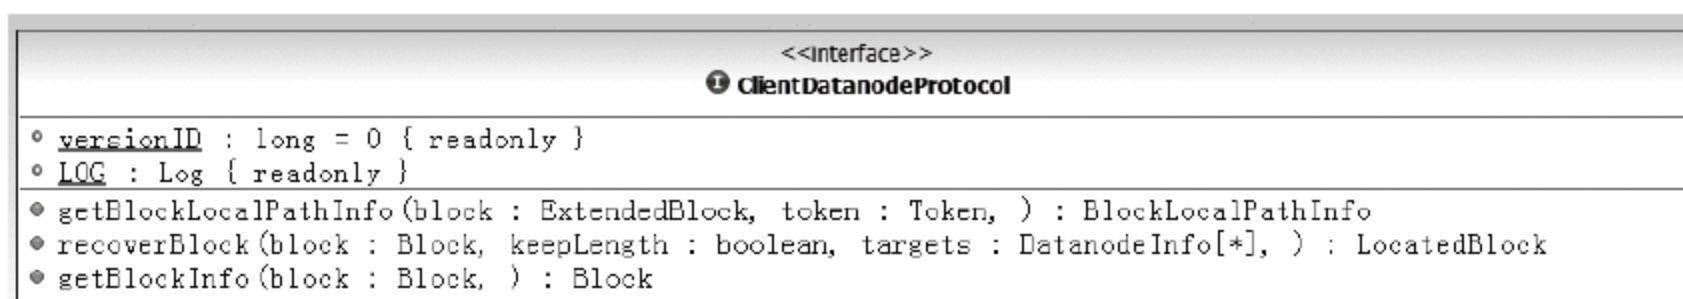 <<interface>>
ClientDatanodeProtocol
versionID : long = 0 { readonly }
LOG : Log { readonly }
getBlockLocalPathInfo(block : ExtendedBlock, token : Token, ) : BlockLocalPathInfo
recoverBlock(block : Block, keepLength : boolean, targets : DatanodeInfo[*], ) : LocatedBlock
getBlockInfo(block : Block, ) : Block